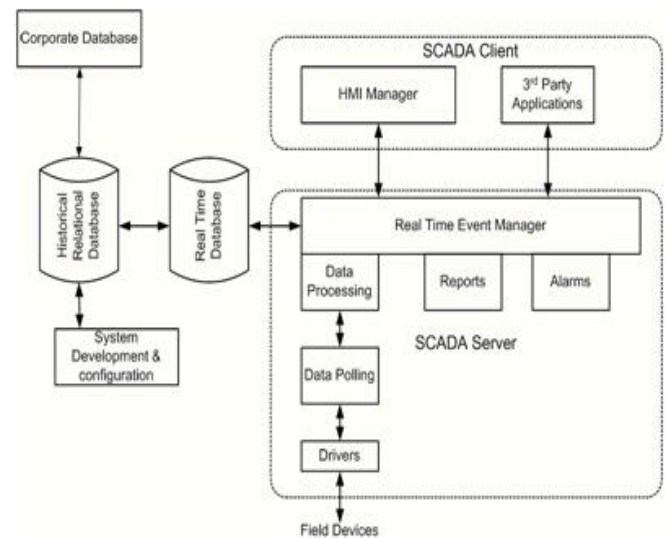 Corporate Database
SCADA Client
HMI Manager
3rd Party
Applications
Historical
Relational
Database
Real Time
Database
Real Time Event Manager
Data
Processing
Reports
Alarms
System
Development &
configuration
SCADA Server
Data Polling
Drivers
Field Devices